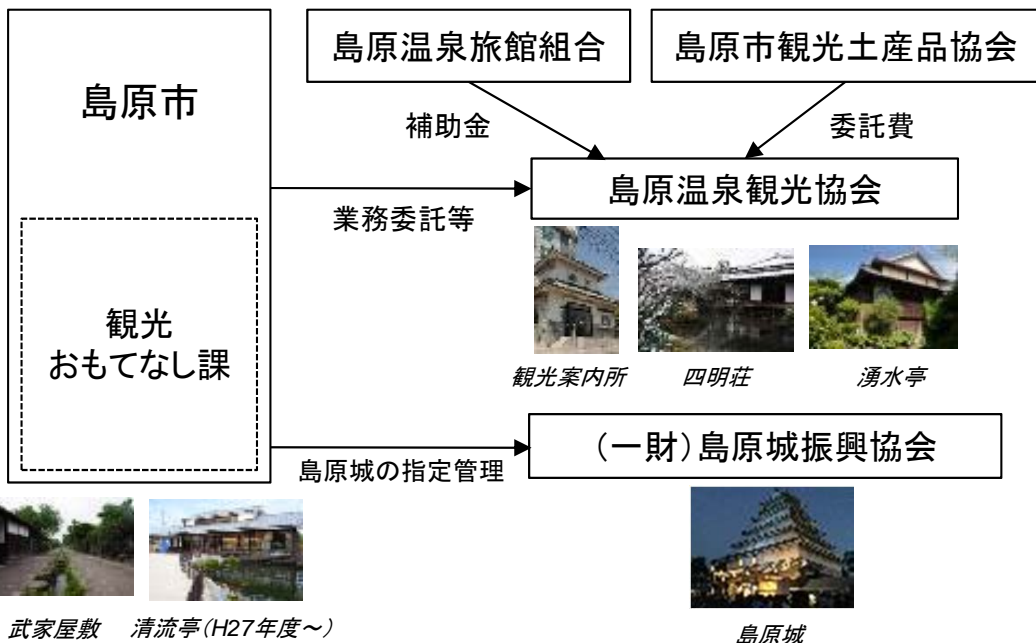 島原温泉旅館組合
島原市観光土産品協会
島原市
補助金
委託費
島原温泉観光協会
業務委託等
観光
おもてなし課
観光案内所
四明荘
湧水亭
(一財)島原城振興協会
島原城の指定管理
武家屋敷
清流亭(H27年度~)
島原城